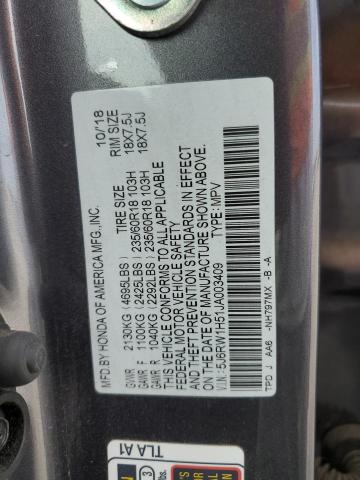 MFD. BY HONDA OF AMERICA MFG., INC. 10/'18
TIRE SIZE RIM SIZE
GVWR 2130KG (4695LBS)
GAWR F 1100KG (2425LBS) 235/60R18 103H 18X7.5J
GAWR R 1040KG (2292LBS) 235/60R18 103H 18X7.5J
THIS VEHICLE CONFORMS TO ALL APPLICABLE
FEDERAL MOTOR VEHICLE SAFETY
AND THEFT PREVENTION STANDARDS IN EFFECT
ON THE DATE OF MANUFACTURE SHOWN ABOVE.
V.I.N.: 5J6RW1H51JA003409 TYPE: MPV
TPD J AA6 -NH797MX -B -A
TLA A1
3
lbs.